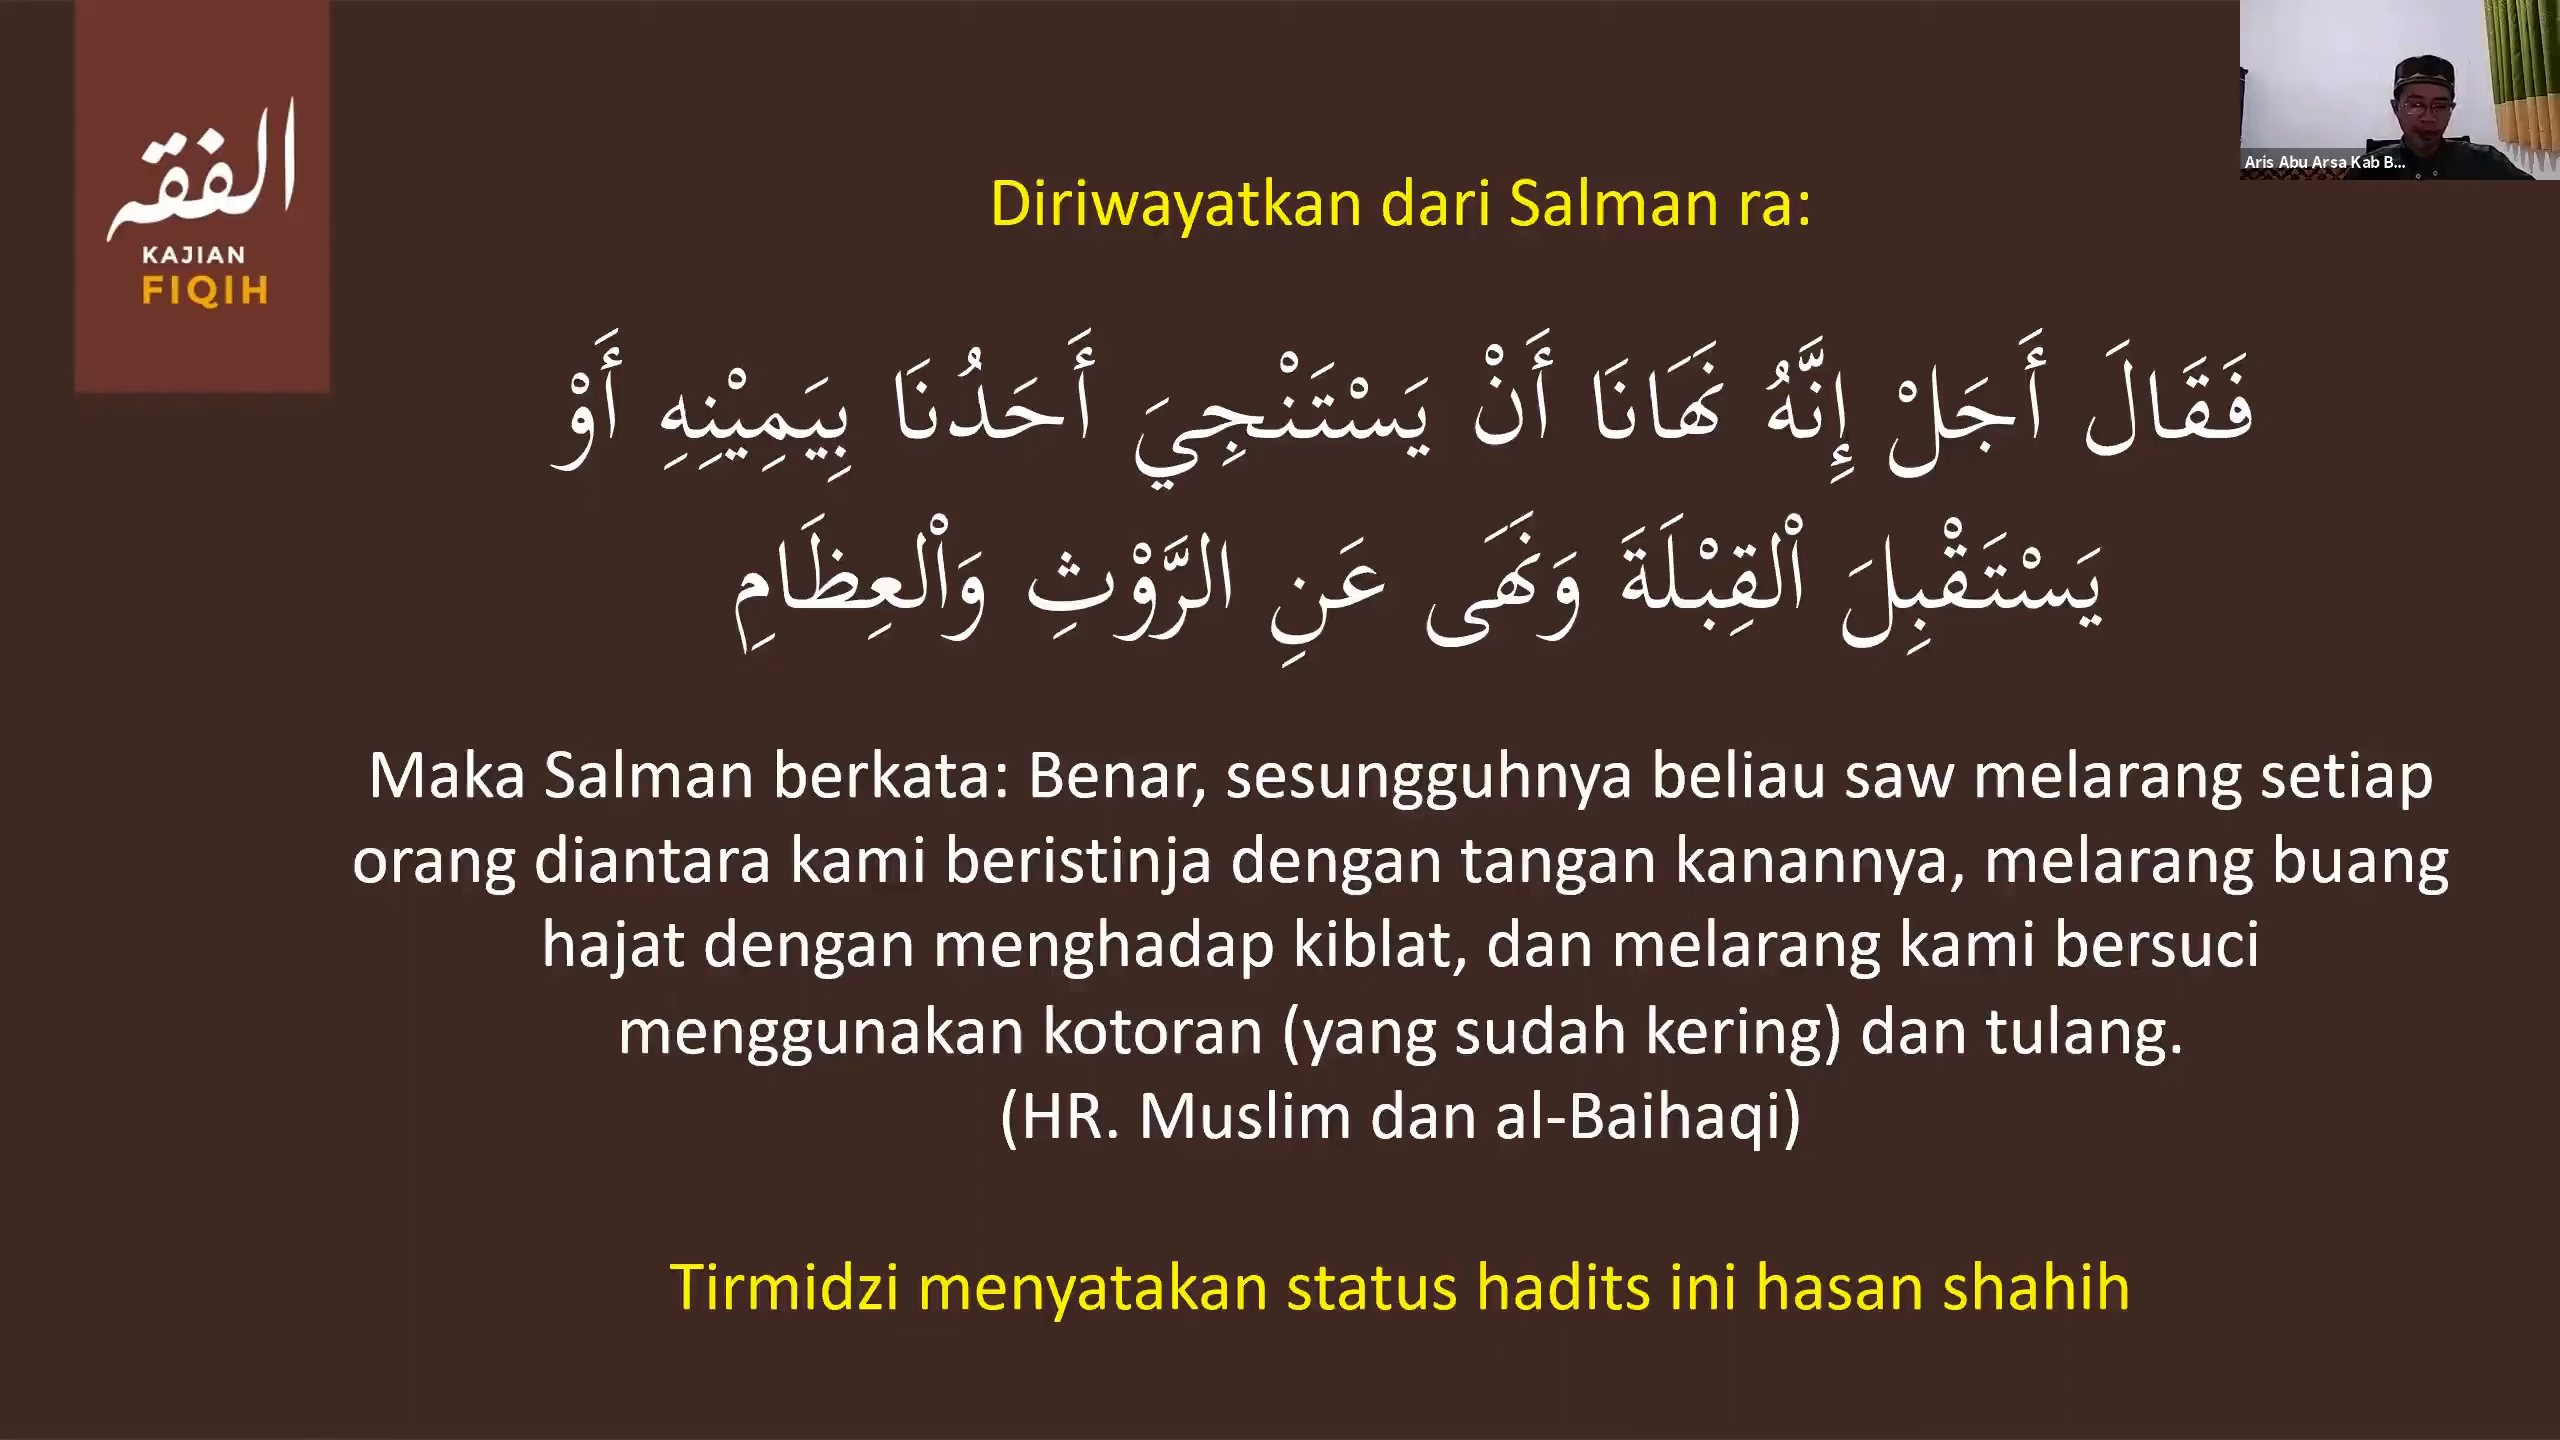 الفقه
KAJIAN
FIQIH
Aris Abu Arsa Kab B...
Diriwayatkan dari Salman ra:
فَقَالَ أَجَلْ إِنَّهُ نَهَانَا أَنْ يَسْتَنْجِيَ أَحَدُنَا بِيَمِيْنِهِ أَوْ
يَسْتَقْبِلَ اْلقِبْلَةَ وَنَهَى عَنِ الرَّوْثِ وَاْلعِظَامِ
Maka Salman berkata: Benar, sesungguhnya beliau saw melarang setiap
orang diantara kami beristinja dengan tangan kanannya, melarang buang
hajat dengan menghadap kiblat, dan melarang kami bersuci
menggunakan kotoran (yang sudah kering) dan tulang.
(HR. Muslim dan al-Baihaqi)
Tirmidzi menyatakan status hadits ini hasan shahih